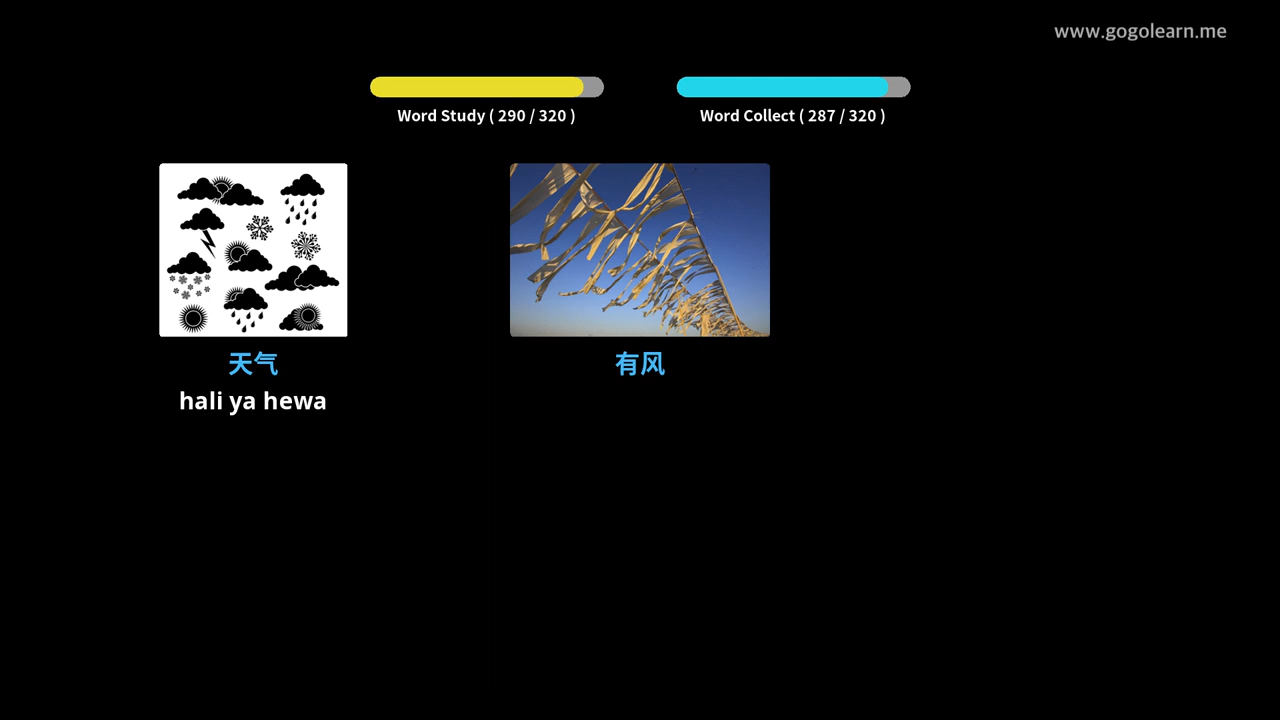 www.gogolearn.me
Word Study ( 290 / 320 )
Word Collect ( 287 / 320 )
天气
hali ya hewa
有风